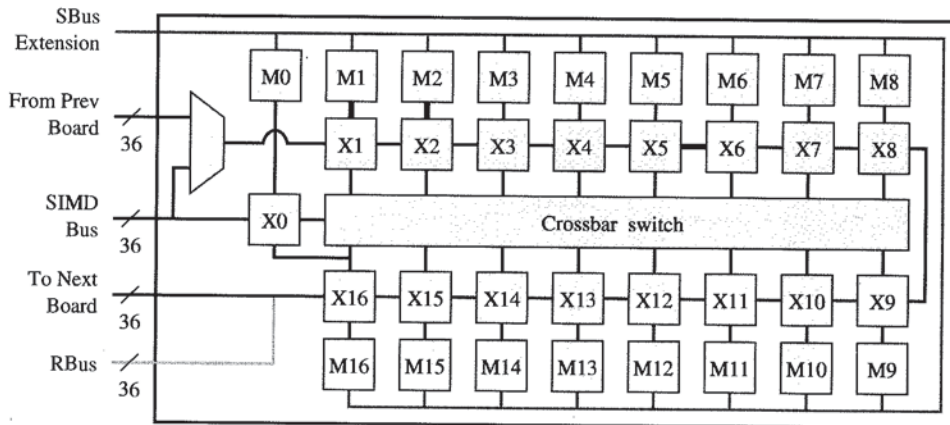 SBus
Extension
M0 M1 M2 M3 M4 M5 M6 M7 M8
From Prev
Board
36
X1 X2 X3 X4 X5 X6 X7 X8
SIMD
Bus
36
X0
Crossbar switch
To Next
Board
36
X16 X15 X14 X13 X12 X11 X10 X9
RBus
36
M16 M15 M14 M13 M12 M11 M10 M9